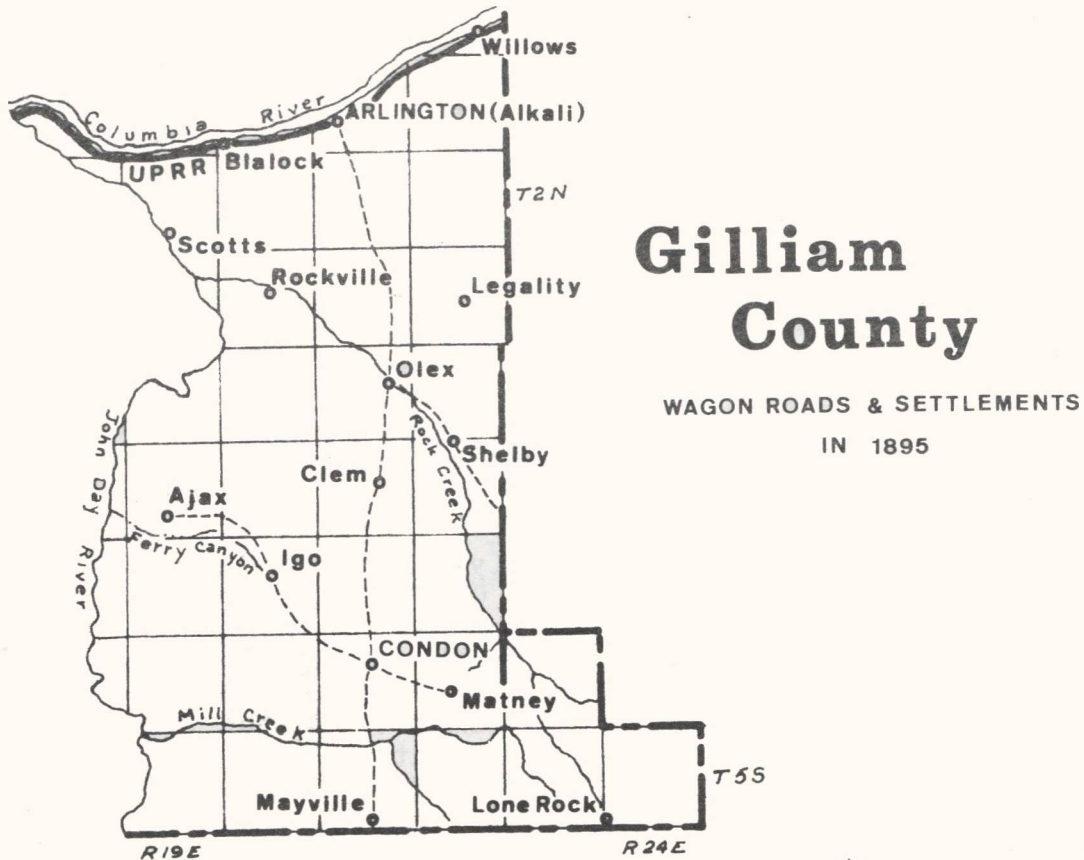 Willows
Columbia River
ARLINGTON (Alkali)
UPRR Blalock
T2N
Scotts
Rockville
Legality
Gilliam
County
WAGON ROADS & SETTLEMENTS
IN 1895
Olex
Rock Creek
Shelby
John Day River
Clem
Ajax
Ferry Canyon
Igo
CONDON
Matney
Mill Creek
T5S
Mayville
Lone Rock
R19E
R24E